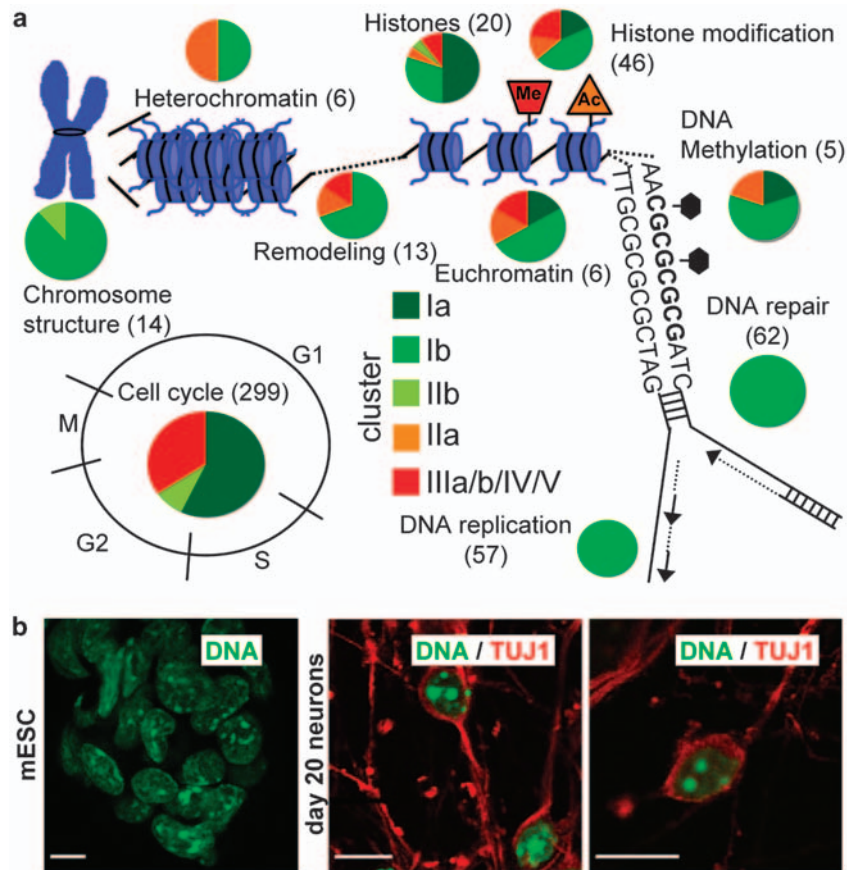 a
Histones (20)
Histone modification
(46)
Heterochromatin (6)
Me
Ac
DNA
Methylation (5)
AACGCGCGCGATC
TTGCGCGCGCTAG
Remodeling (13)
Euchromatin (6)
Chromosome
structure (14)
DNA repair
(62)
G1
Cell cycle (299)
M
G2
S
cluster
Ia
Ib
IIb
IIa
IIIa/b/IV/V
DNA replication
(57)
b
mESC
DNA
day 20 neurons
DNA / TUJ1
DNA / TUJ1